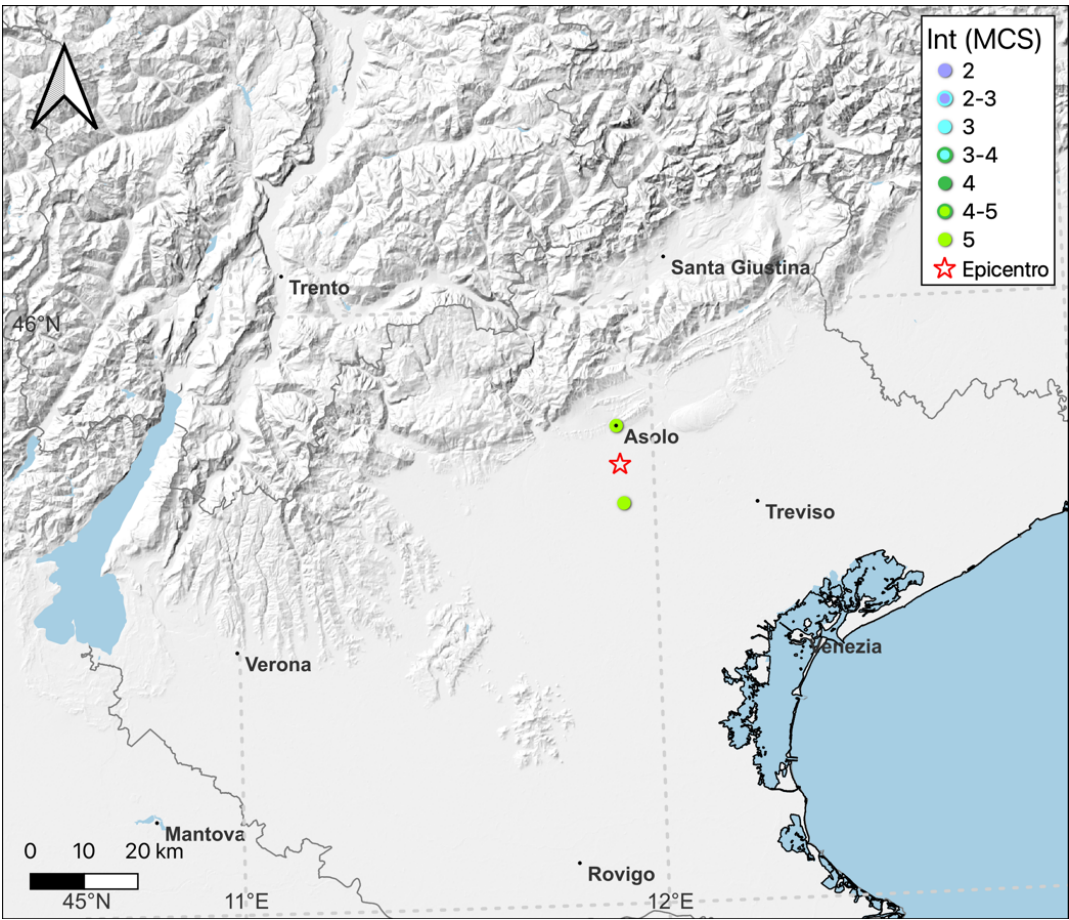 Int (MCS)
2
2-3
3
3-4
4
4-5
5
Epicentro
Santa Giustina
Trento
46°N
Asolo
Treviso
Venezia
Verona
Mantova
0 10 20 km
Rovigo
45°N
11°E
12°E